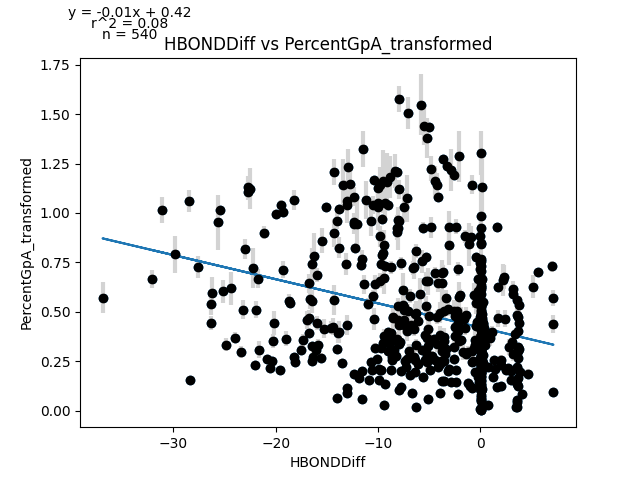 y = -0.01x + 0.42
r^2 = 0.08
n = 540
HBONDDiff vs PercentGpA_transformed
PercentGpA_transformed
1.75
1.50
1.25
1.00
0.75
0.50
0.25
0.00
−30
−20
−10
0
HBONDDiff